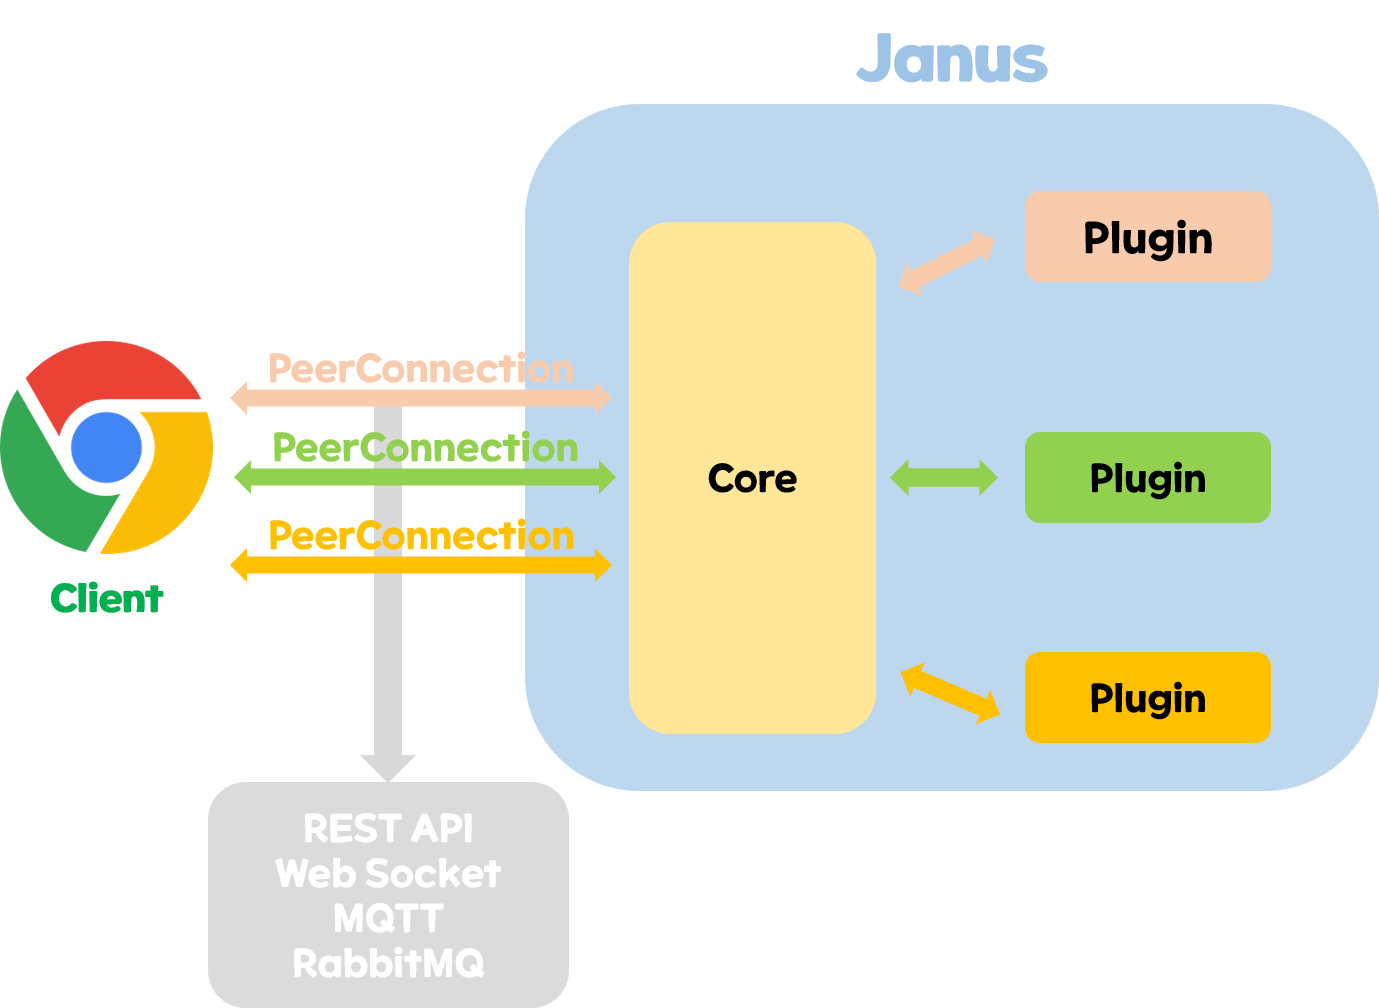 Janus
Plugin
PeerConnection
PeerConnection
Core
Plugin
PeerConnection
Client
Plugin
REST API
Web Socket
MQTT
RabbitMQ